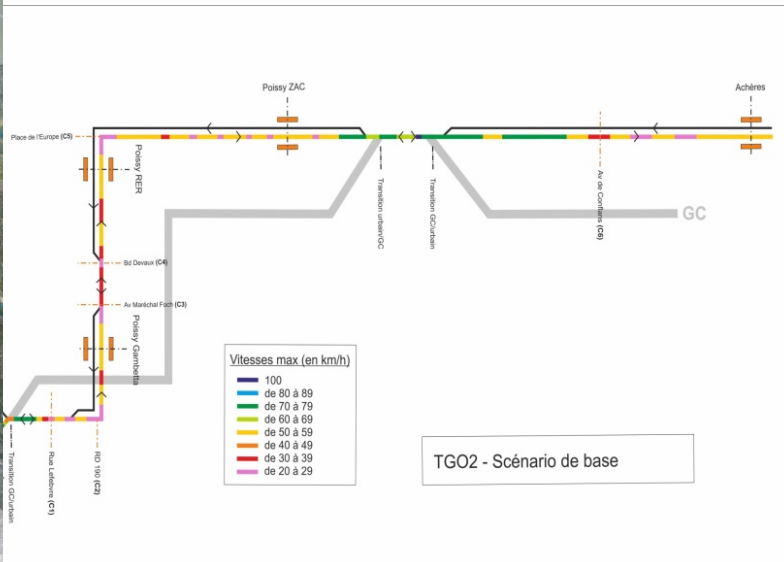 Poissy ZAC
Achères
Place de l'Europe (C5)
Poissy RER
Transition urbain/GC
Transition GC/urbain
Av de Conflans (C6)
GC
Bd Devaux (C4)
Av Maréchal Foch (C3)
Poissy Gambetta
Vitesses max (en km/h)
100
de 80 à 89
de 70 à 79
de 60 à 69
de 50 à 59
de 40 à 49
de 30 à 39
de 20 à 29
TGO2 - Scénario de base
Transition GC/urbain
Rue Lefebvre (C1)
RD 190 (C2)